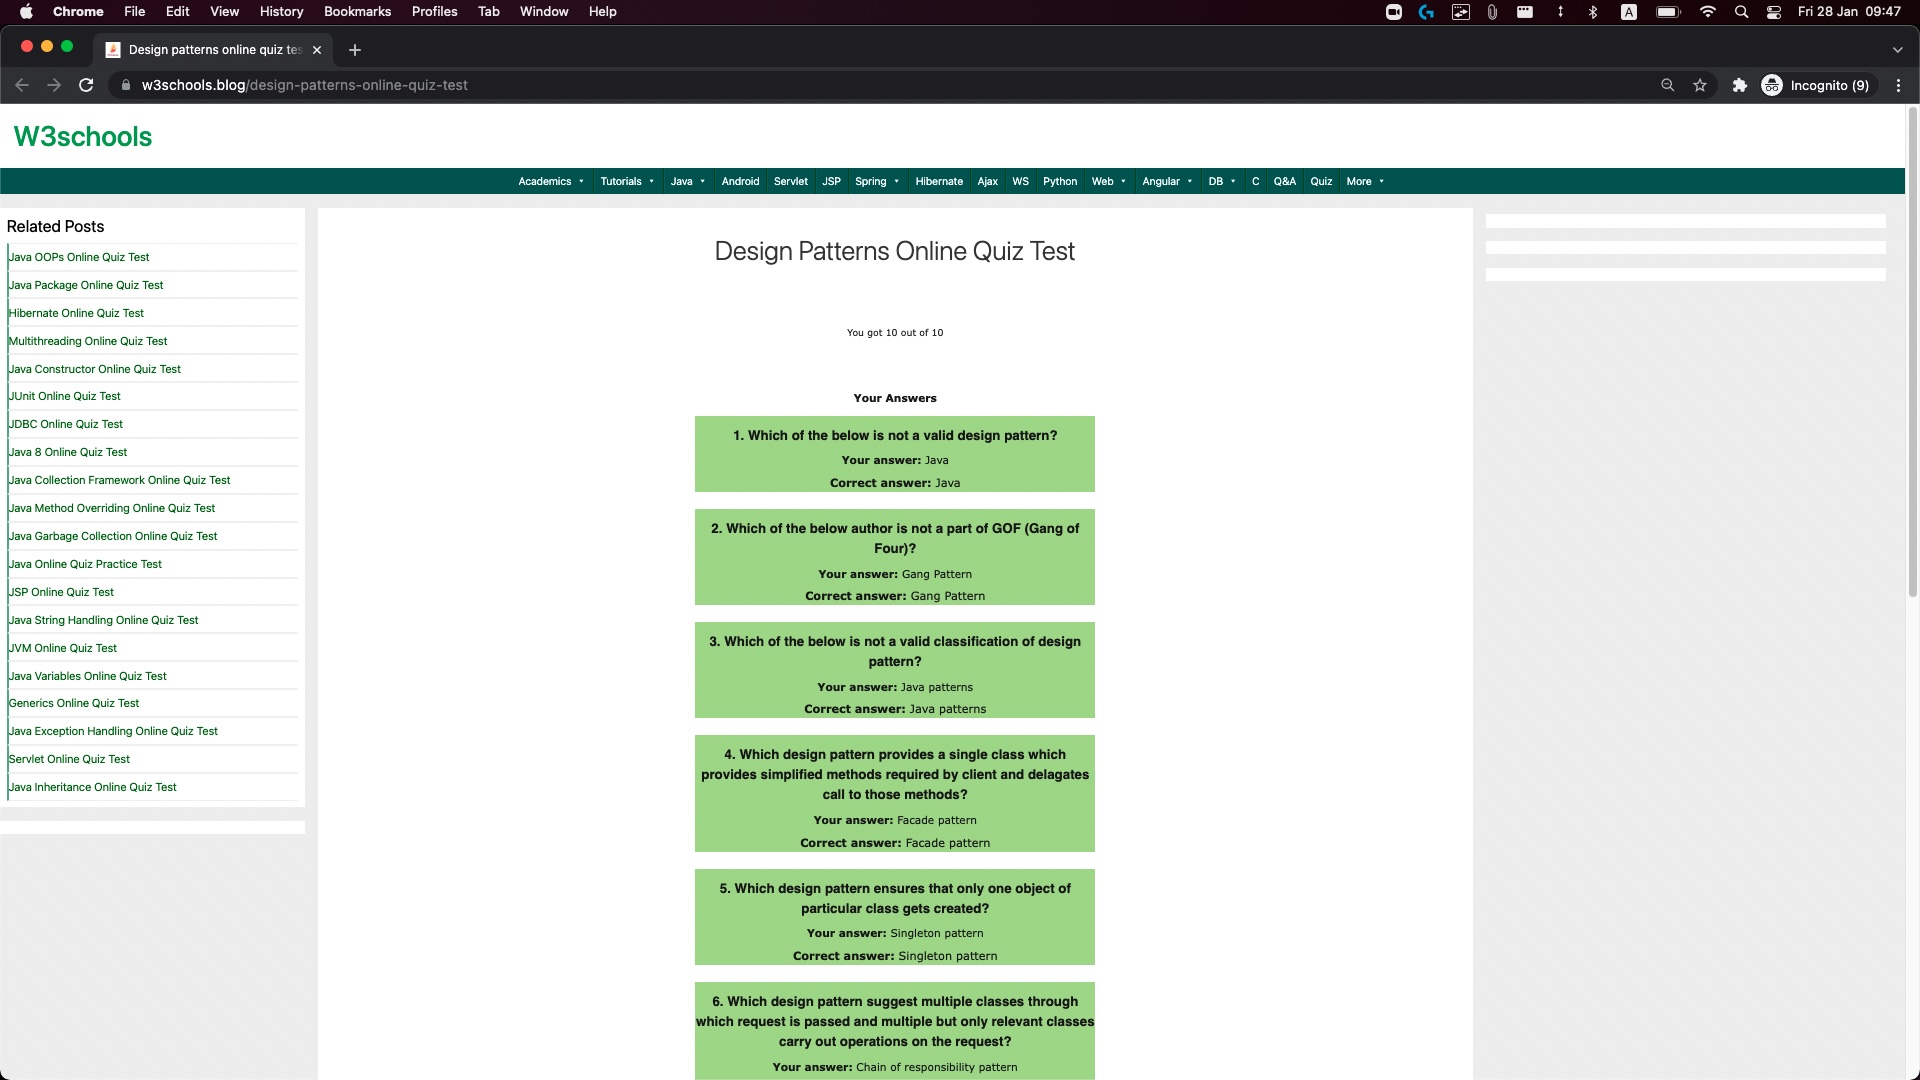 Chrome File Edit View History Bookmarks Profiles Tab Window Help A Fri 28 Jan 09:47
Design patterns online quiz tes
w3schools.blog/design-patterns-online-quiz-test Incognito (9)
W3schools
Academics Tutorials Java Android Servlet JSP Spring Hibernate Ajax WS Python Web Angular DB C Q&A Quiz More
Related Posts
Java OOPs Online Quiz Test
Java Package Online Quiz Test
Hibernate Online Quiz Test
Multithreading Online Quiz Test
Java Constructor Online Quiz Test
JUnit Online Quiz Test
JDBC Online Quiz Test
Java 8 Online Quiz Test
Java Collection Framework Online Quiz Test
Java Method Overriding Online Quiz Test
Java Garbage Collection Online Quiz Test
Java Online Quiz Practice Test
JSP Online Quiz Test
Java String Handling Online Quiz Test
JVM Online Quiz Test
Java Variables Online Quiz Test
Generics Online Quiz Test
Java Exception Handling Online Quiz Test
Servlet Online Quiz Test
Java Inheritance Online Quiz Test
Design Patterns Online Quiz Test
You got 10 out of 10
Your Answers
1. Which of the below is not a valid design pattern?
Your answer: Java
Correct answer: Java
2. Which of the below author is not a part of GOF (Gang of
Four)?
Your answer: Gang Pattern
Correct answer: Gang Pattern
3. Which of the below is not a valid classification of design
pattern?
Your answer: Java patterns
Correct answer: Java patterns
4. Which design pattern provides a single class which
provides simplified methods required by client and delagates
call to those methods?
Your answer: Facade pattern
Correct answer: Facade pattern
5. Which design pattern ensures that only one object of
particular class gets created?
Your answer: Singleton pattern
Correct answer: Singleton pattern
6. Which design pattern suggest multiple classes through
which request is passed and multiple but only relevant classes
carry out operations on the request?
Your answer: Chain of responsibility pattern